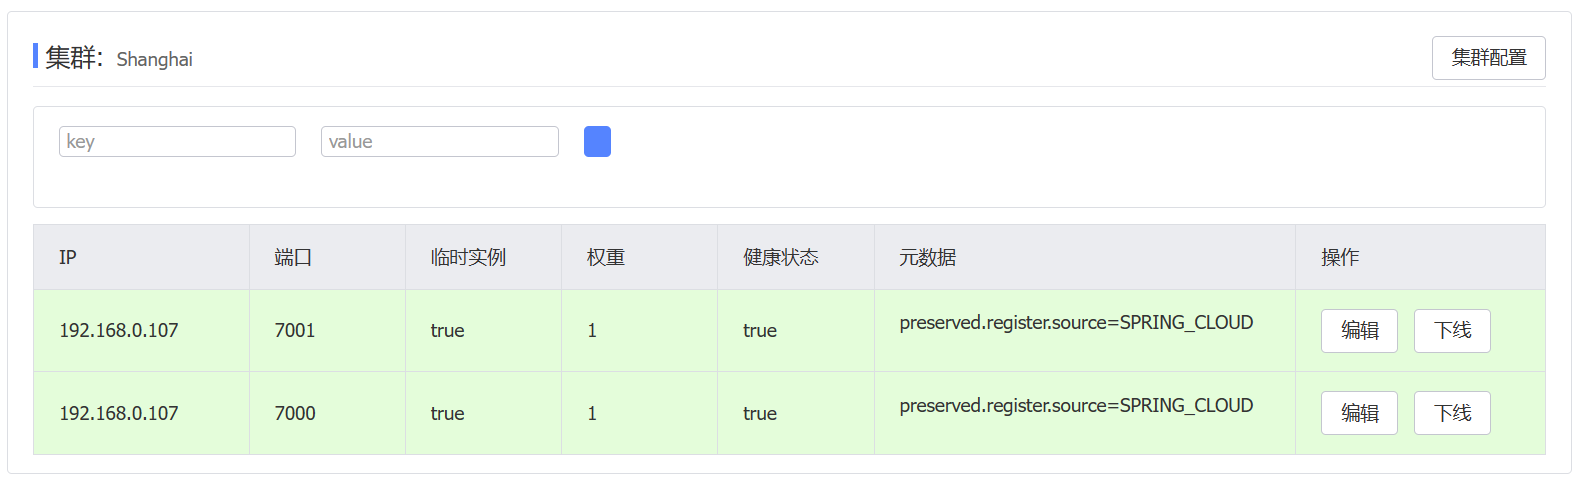 集群: Shanghai 集群配置
key value
IP 端口 临时实例 权重 健康状态 元数据 操作
192.168.0.107 7001 true 1 true preserved.register.source=SPRING_CLOUD 编辑 下线
192.168.0.107 7000 true 1 true preserved.register.source=SPRING_CLOUD 编辑 下线